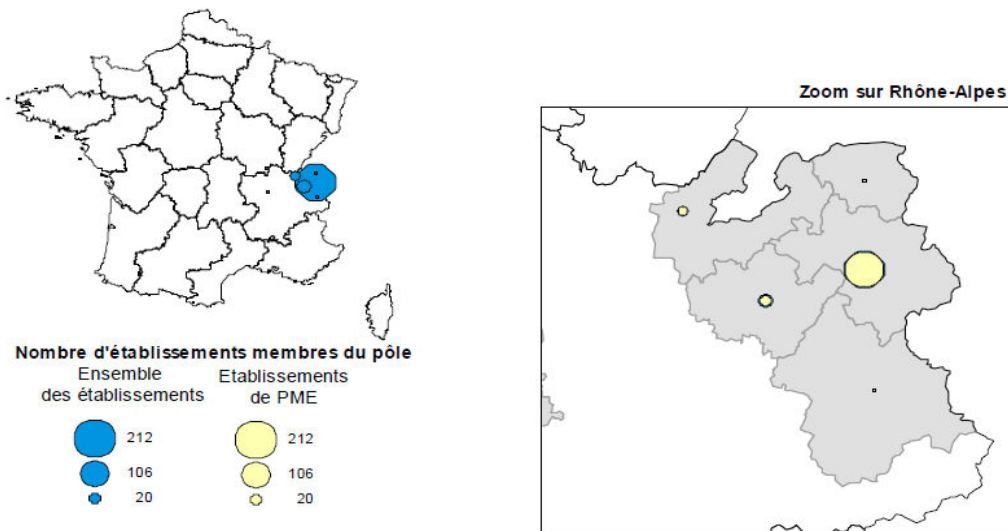 Zoom sur Rhône-Alpes
Nombre d'établissements membres du pôle
Ensemble
des établissements
Etablissements
de PME
212
212
106
106
20
20